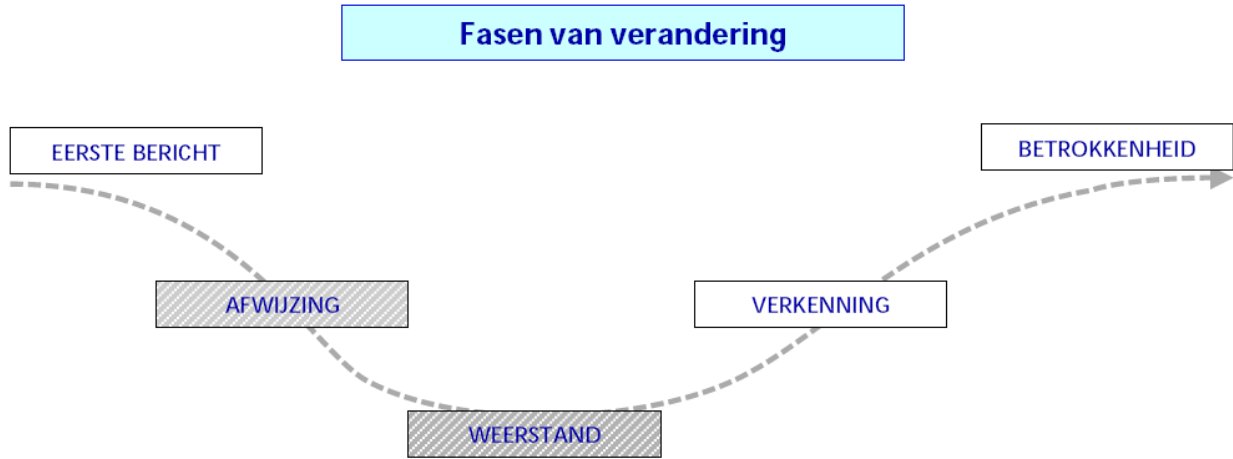 Fasen van verandering
EERSTE BERICHT
BETROKKENHEID
AFWIJZING
VERKENNING
WEERSTAND